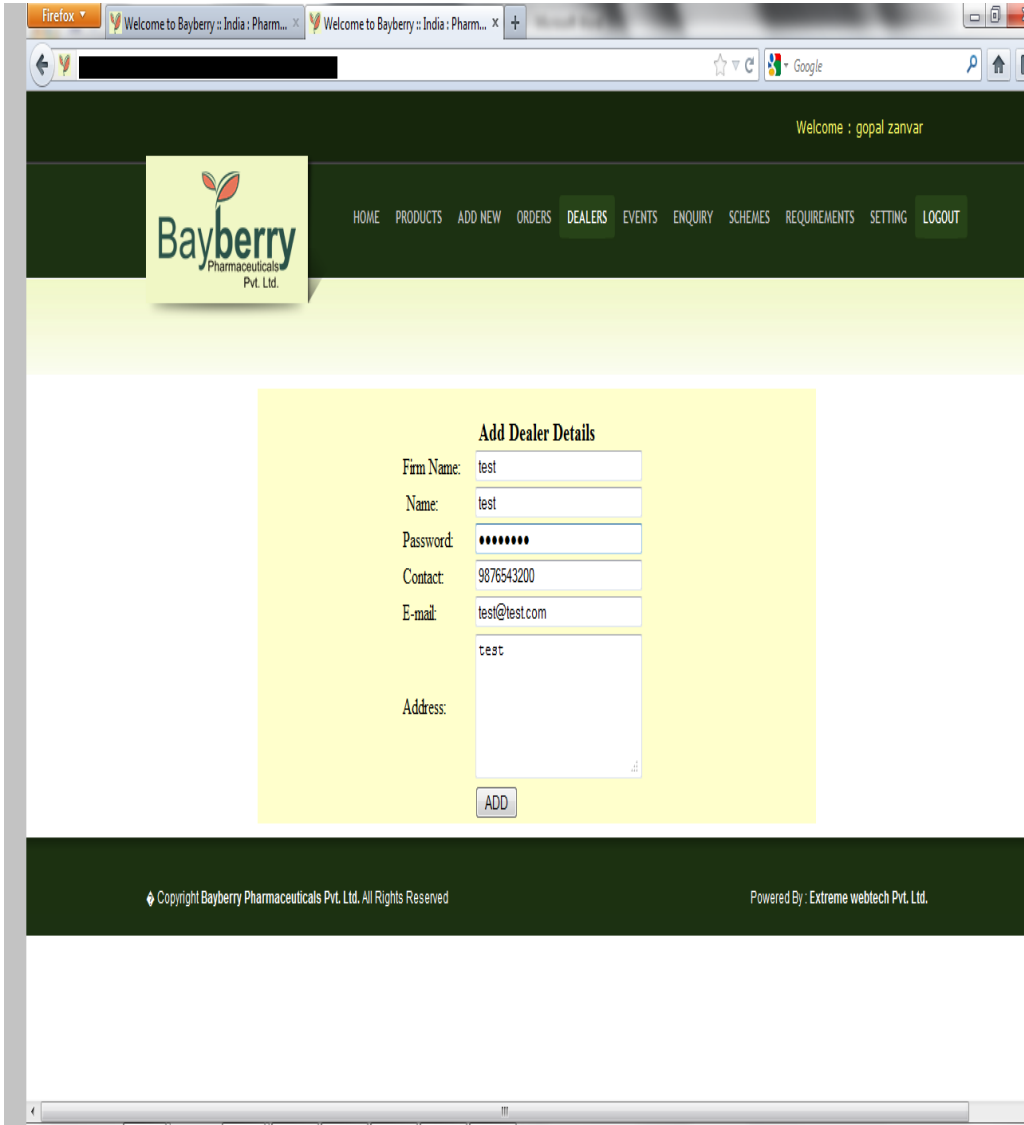 Firefox
Welcome to Bayberry :: India : Pharm... x
Welcome to Bayberry :: India : Pharm... x
+
Google
Welcome : gopal zanvar
Bayberry
Pharmaceuticals
Pvt. Ltd.
HOME PRODUCTS ADD NEW ORDERS DEALERS EVENTS ENQUIRY SCHEMES REQUIREMENTS SETTING LOGOUT
Add Dealer Details
Firm Name: test
Name: test
Password: ••••••••
Contact: 9876543200
E-mail: test@test.com
Address: test
ADD
� Copyright Bayberry Pharmaceuticals Pvt. Ltd. All Rights Reserved
Powered By : Extreme webtech Pvt. Ltd.